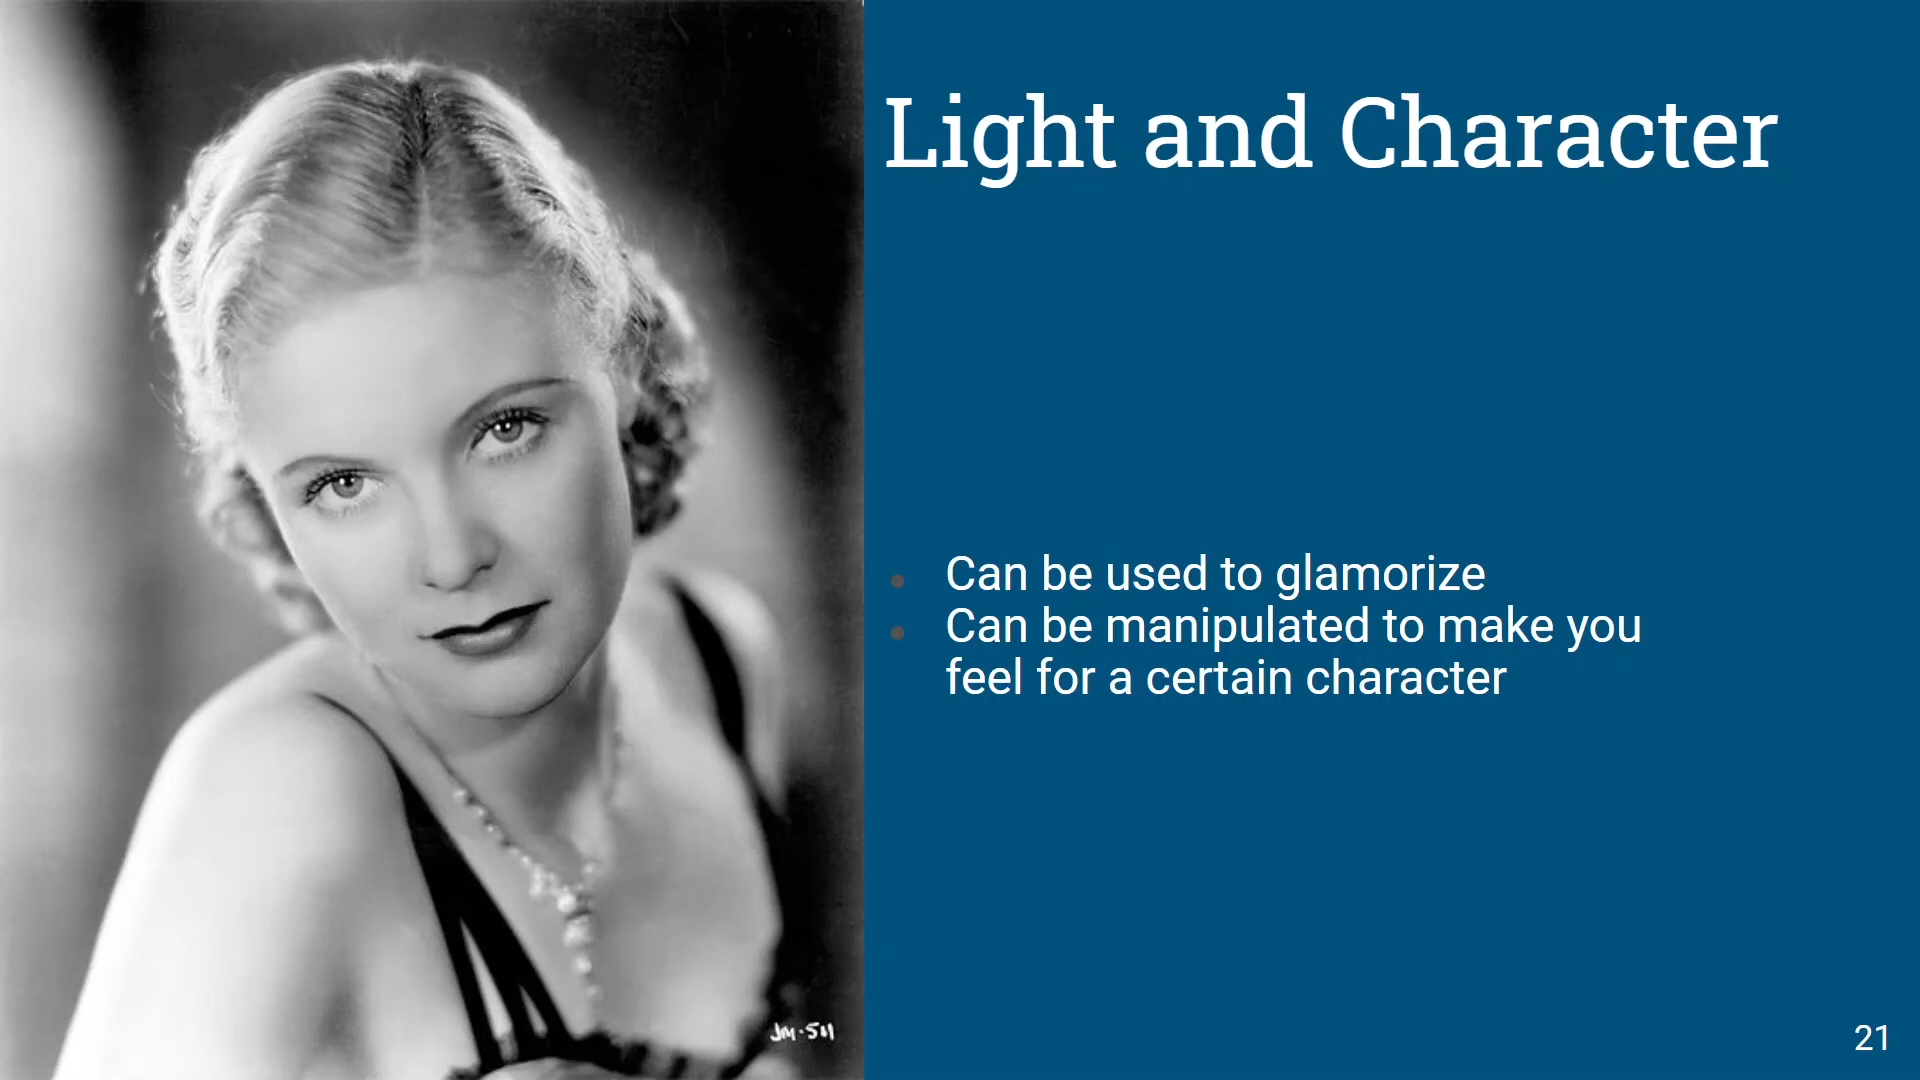 Light and Character
• Can be used to glamorize
• Can be manipulated to make you
feel for a certain character
JM-511
21